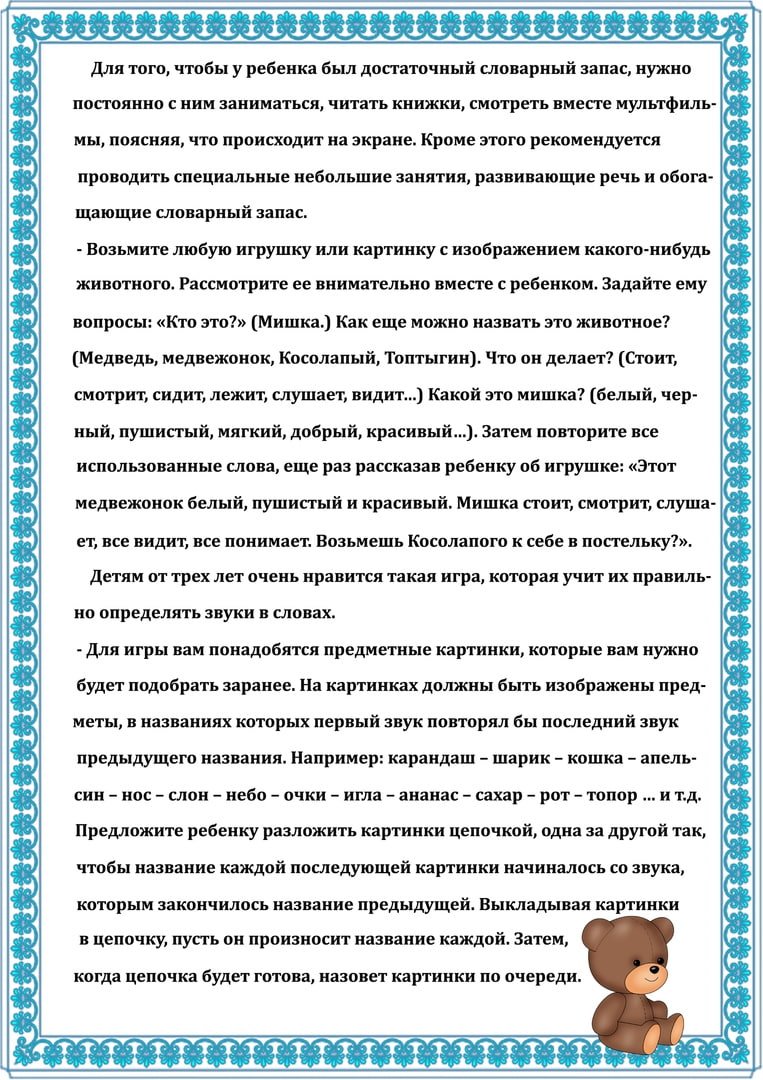 Для того, чтобы у ребенка был достаточный словарный запас, нужно
постоянно с ним заниматься, читать книжки, смотреть вместе мультфиль-
мы, поясняя, что происходит на экране. Кроме этого рекомендуется
проводить специальные небольшие занятия, развивающие речь и обога-
щающие словарный запас.
- Возьмите любую игрушку или картинку с изображением какого-нибудь
животного. Рассмотрите ее внимательно вместе с ребенком. Задайте ему
вопросы: «Кто это?» (Мишка.) Как еще можно назвать это животное?
(Медведь, медвежонок, Косолапый, Топтыгин). Что он делает? (Стоит,
смотрит, сидит, лежит, слушает, видит…) Какой это мишка? (белый, чер-
ный, пушистый, мягкий, добрый, красивый…). Затем повторите все
использованные слова, еще раз рассказав ребенку об игрушке: «Этот
медвежонок белый, пушистый и красивый. Мишка стоит, смотрит, слуша-
ет, все видит, все понимает. Возьмешь Косолапого к себе в постельку?».
Детям от трех лет очень нравится такая игра, которая учит их правиль-
но определять звуки в словах.
- Для игры вам понадобятся предметные картинки, которые вам нужно
будет подобрать заранее. На картинках должны быть изображены пред-
меты, в названиях которых первый звук повторял бы последний звук
предыдущего названия. Например: карандаш – шарик – кошка – апель-
син – нос – слон – небо – очки – игла – ананас – сахар – рот – топор … и т.д.
Предложите ребенку разложить картинки цепочкой, одна за другой так,
чтобы название каждой последующей картинки начиналось со звука,
которым закончилось название предыдущей. Выкладывая картинки
в цепочку, пусть он произносит название каждой. Затем,
когда цепочка будет готова, назовет картинки по очереди.